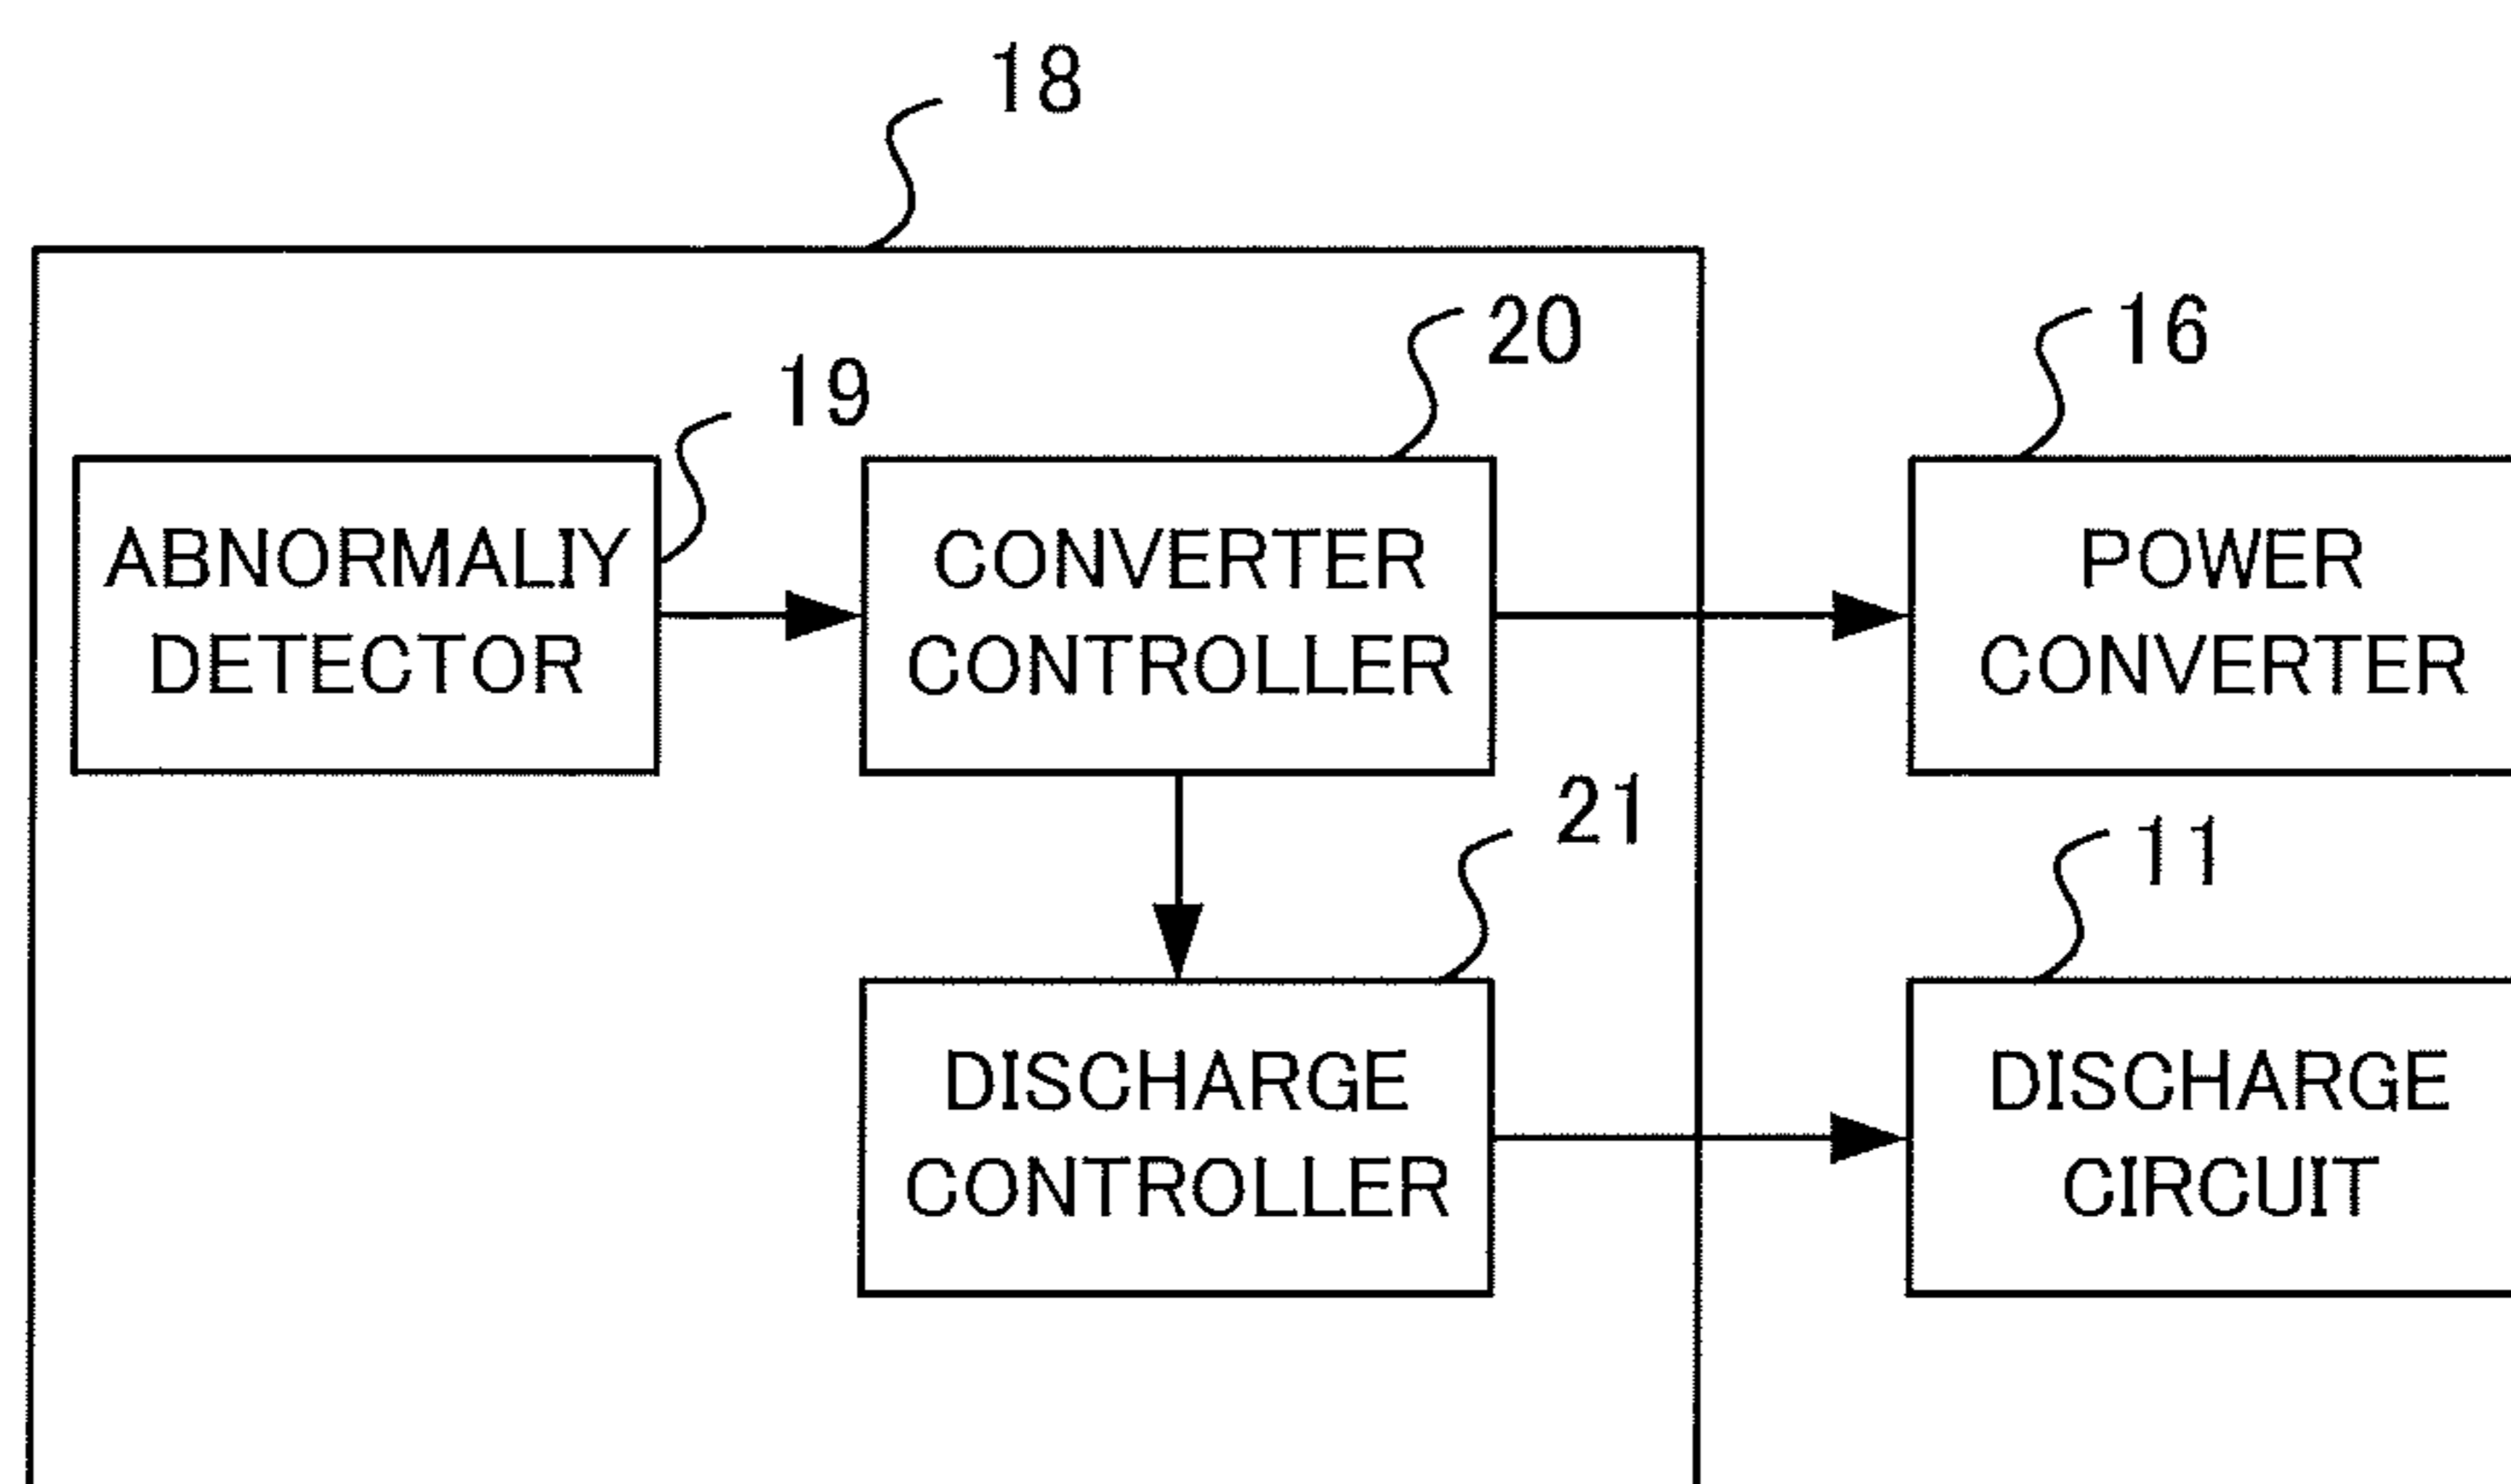 18
20
16
19
ABNORMALIY
DETECTOR
CONVERTER
CONTROLLER
POWER
CONVERTER
21
11
DISCHARGE
CONTROLLER
DISCHARGE
CIRCUIT